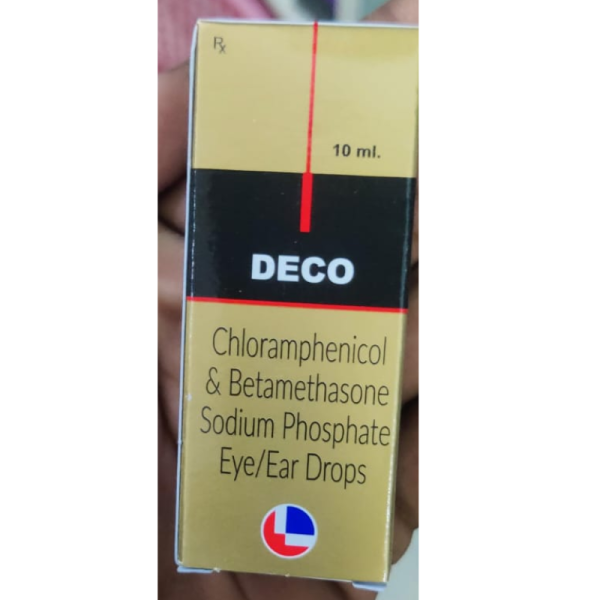 Rx
10 ml.
DECO
Chloramphenicol
& Betamethasone
Sodium Phosphate
Eye/Ear Drops